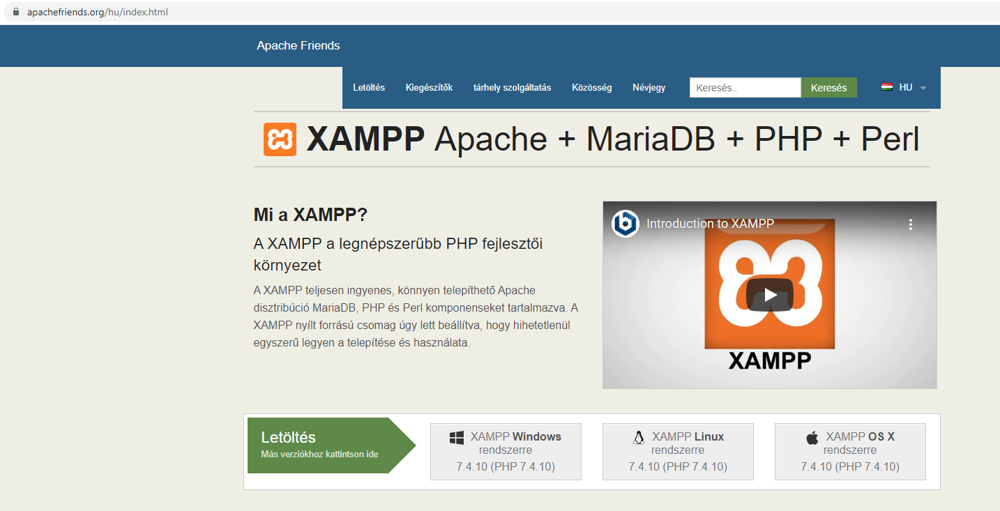 apachefriends.org/hu/index.html
Apache Friends
Letöltés Kiegészítők tárhely szolgáltatás Közösség Névjegy Keresés.. Keresés HU
XAMPP Apache + MariaDB + PHP + Perl
Mi a XAMPP?
A XAMPP a legnépszerűbb PHP fejlesztői
környezet
A XAMPP teljesen ingyenes, könnyen telepíthető Apache
disztribúció MariaDB, PHP és Perl komponenseket tartalmazva. A
XAMPP nyílt forrású csomag úgy lett beállítva, hogy hihetetlenül
egyszerű legyen a telepítése és használata.
Introduction to XAMPP
XAMPP
Letöltés
Más verziókhoz kattintson ide
XAMPP Windows
rendszerre
7.4.10 (PHP 7.4.10)
XAMPP Linux
rendszerre
7.4.10 (PHP 7.4.10)
XAMPP OS X
rendszerre
7.4.10 (PHP 7.4.10)